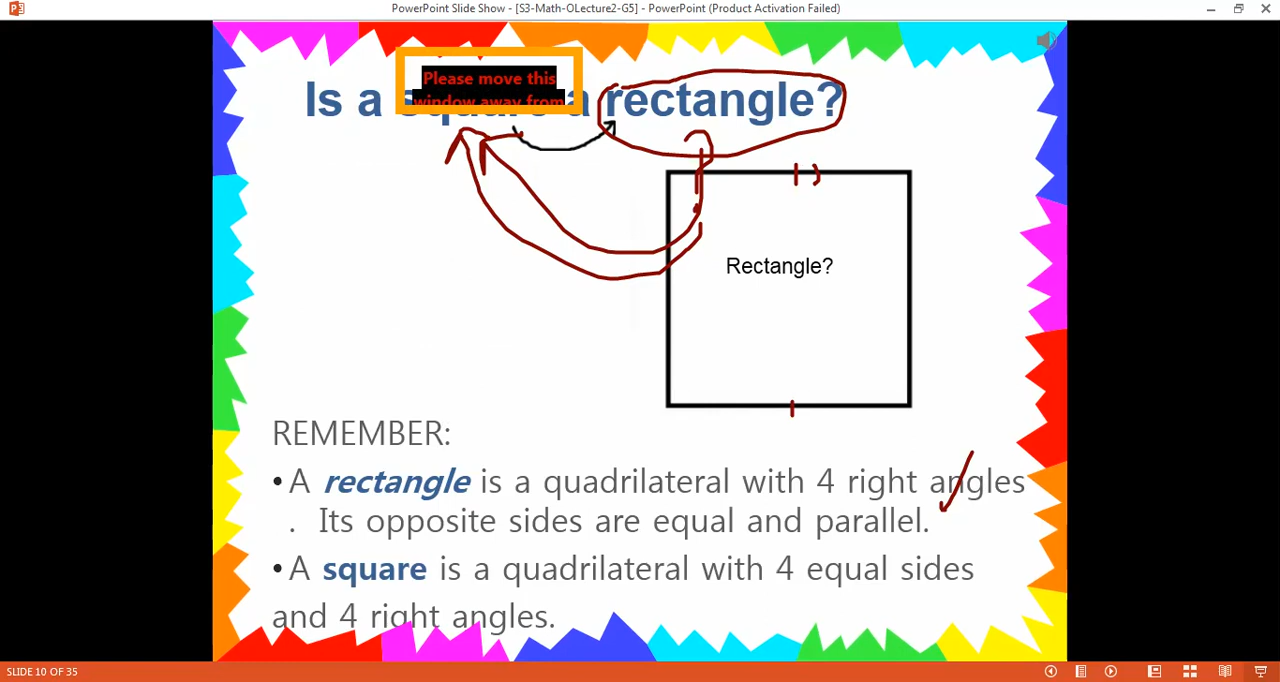 PowerPoint Slide Show - [S3-Math-OLecture2-G5] - PowerPoint (Product Activation Failed)
Please move this
window away from
Is a square a rectangle?
Rectangle?
REMEMBER:
• A rectangle is a quadrilateral with 4 right angles
. Its opposite sides are equal and parallel.
• A square is a quadrilateral with 4 equal sides
and 4 right angles.
SLIDE 10 OF 35